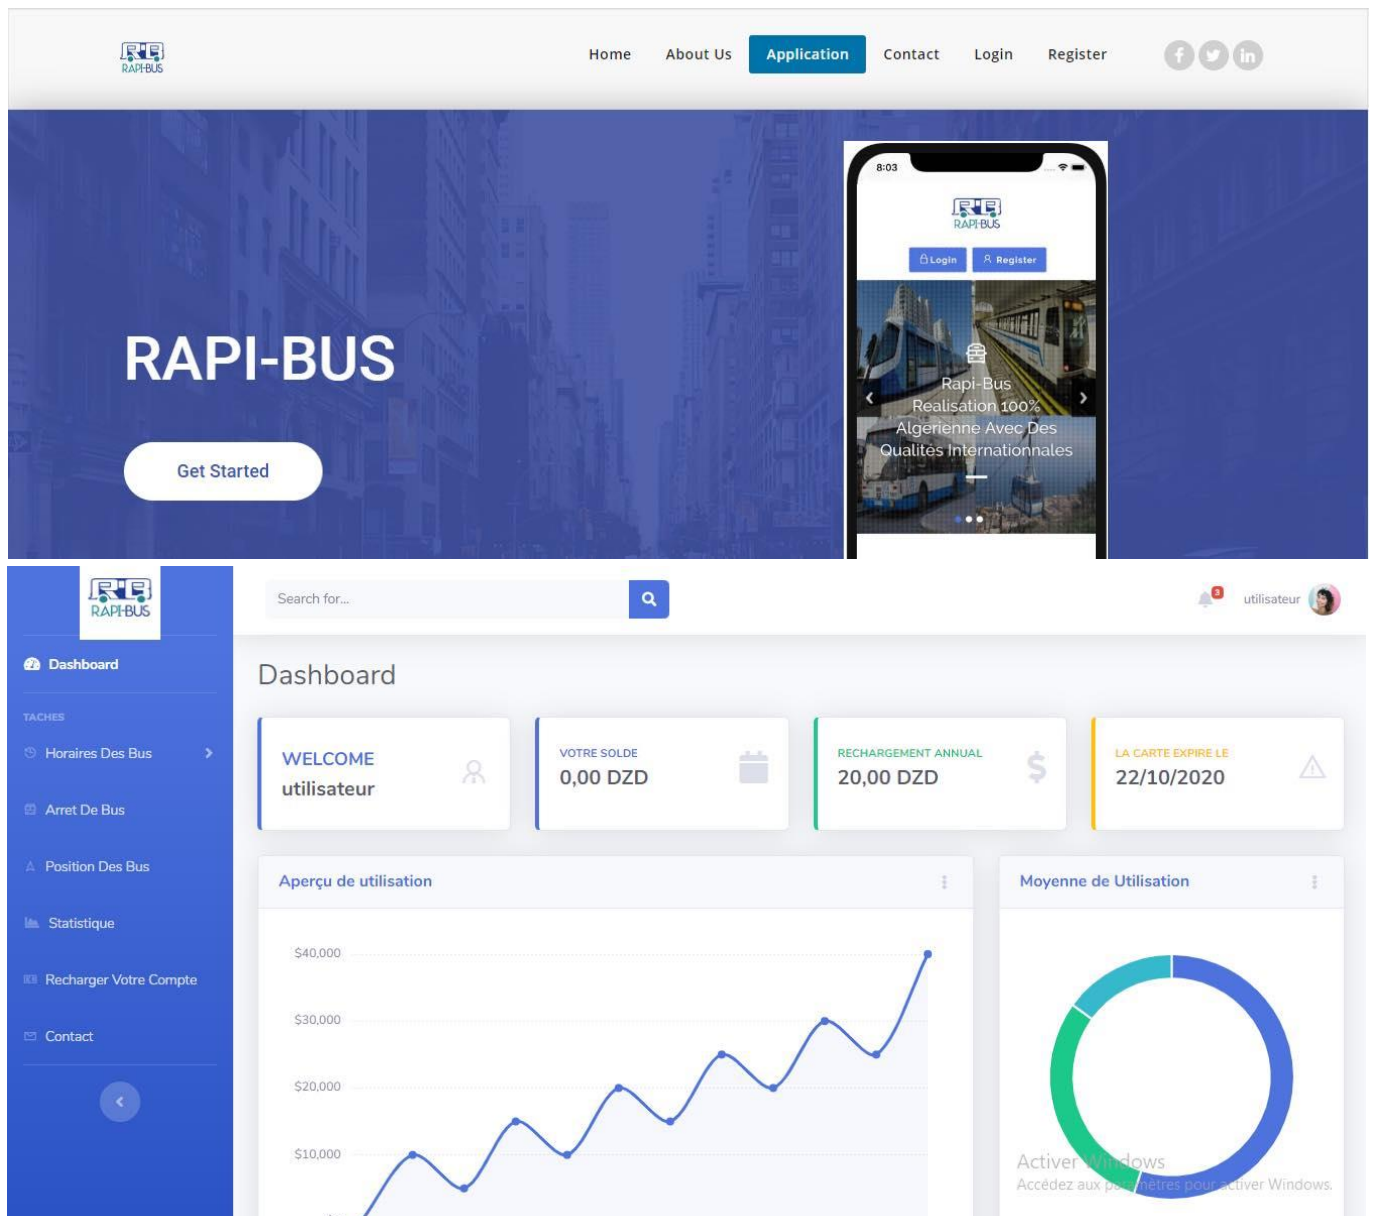 RAPI-BUS
Home About Us Application Contact Login Register
8:03
RAPI-BUS
Login Register
RAPI-BUS
Get Started
Rapi-Bus
Realisation 100%
Algérienne Avec Des
Qualités Internationnales
RAPI-BUS
Search for...
3
utilisateur
Dashboard
Dashboard
TACHES
Horaires Des Bus
Arret De Bus
Position Des Bus
Statistique
Recharger Votre Compte
Contact
WELCOME
utilisateur
VOTRE SOLDE
0,00 DZD
RECHARGEMENT ANNUAL
20,00 DZD
LA CARTE EXPIRE LE
22/10/2020
Aperçu de utilisation
$40,000
$30,000
$20,000
$10,000
Moyenne de Utilisation
Activer Windows
Accédez aux paramètres pour activer Windows.